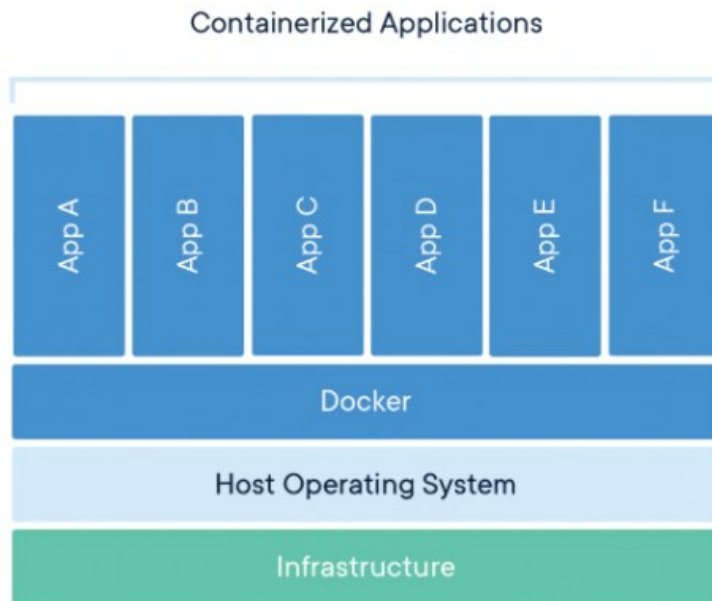 Containerized Applications
App A
App B
App C
App D
App E
App F
Docker
Host Operating System
Infrastructure